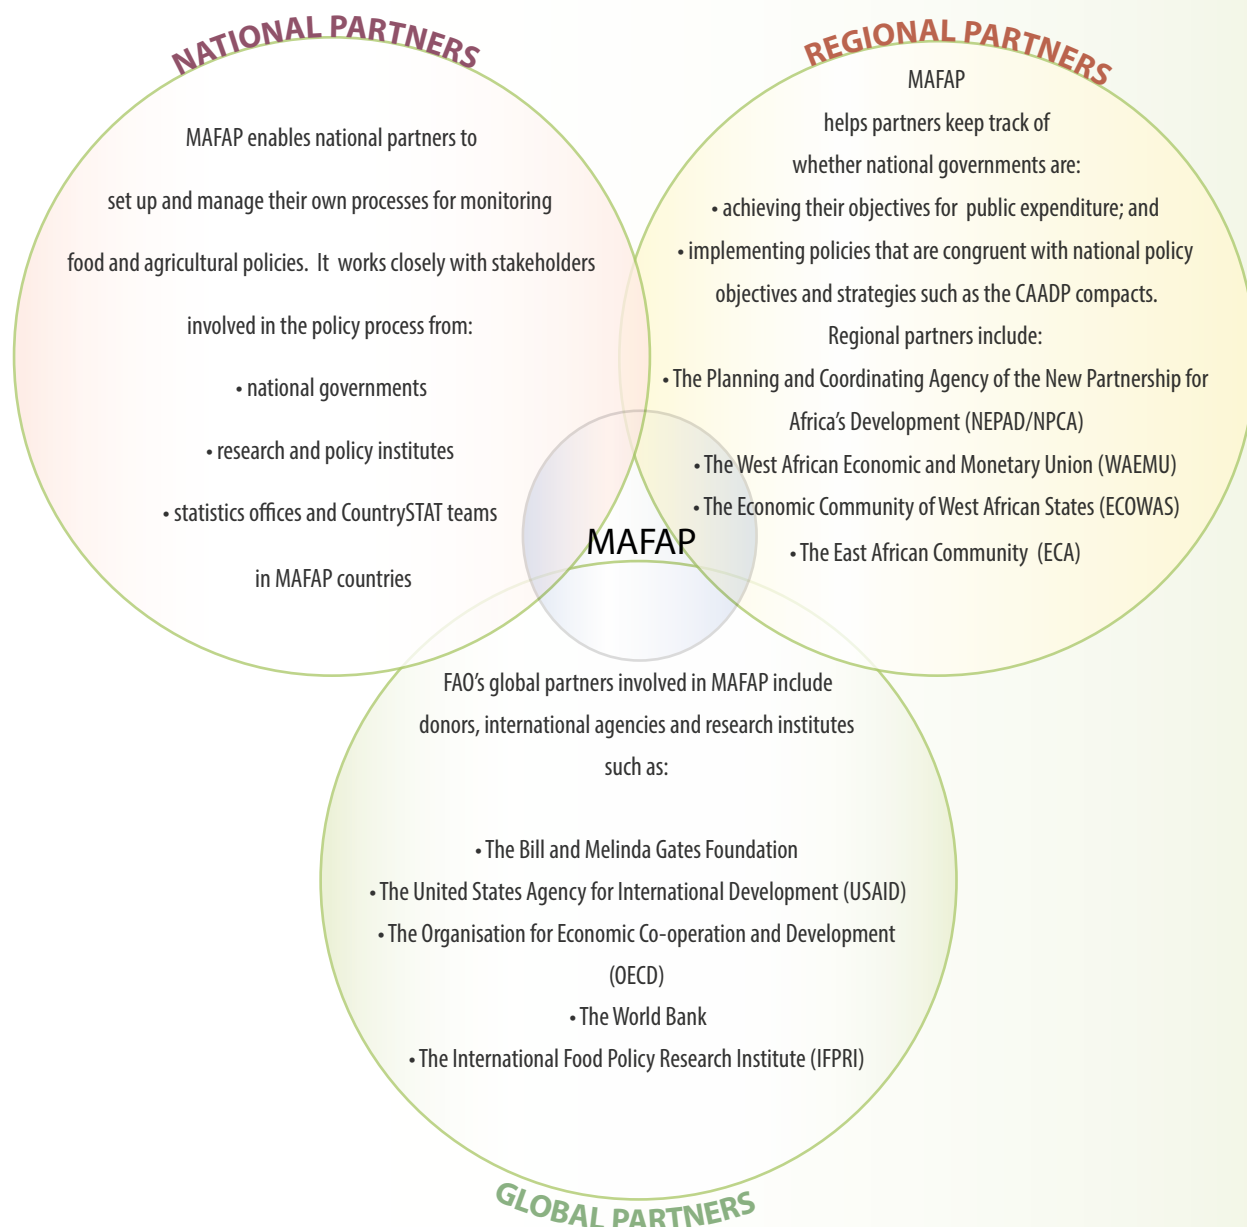 NATIONAL PARTNERS
MAFAP enables national partners to
set up and manage their own processes for monitoring
food and agricultural policies. It works closely with stakeholders
involved in the policy process from:
• national governments
• research and policy institutes
• statistics offices and CountrySTAT teams
in MAFAP countries
REGIONAL PARTNERS
MAFAP
helps partners keep track of
whether national governments are:
• achieving their objectives for public expenditure; and
• implementing policies that are congruent with national policy
objectives and strategies such as the CAADP compacts.
Regional partners include:
• The Planning and Coordinating Agency of the New Partnership for
Africa's Development (NEPAD/NPCA)
• The West African Economic and Monetary Union (WAEMU)
• The Economic Community of West African States (ECOWAS)
• The East African Community (ECA)
MAFAP
FAO's global partners involved in MAFAP include
donors, international agencies and research institutes
such as:
• The Bill and Melinda Gates Foundation
• The United States Agency for International Development (USAID)
• The Organisation for Economic Co-operation and Development
(OECD)
• The World Bank
• The International Food Policy Research Institute (IFPRI)
GLOBAL PARTNERS